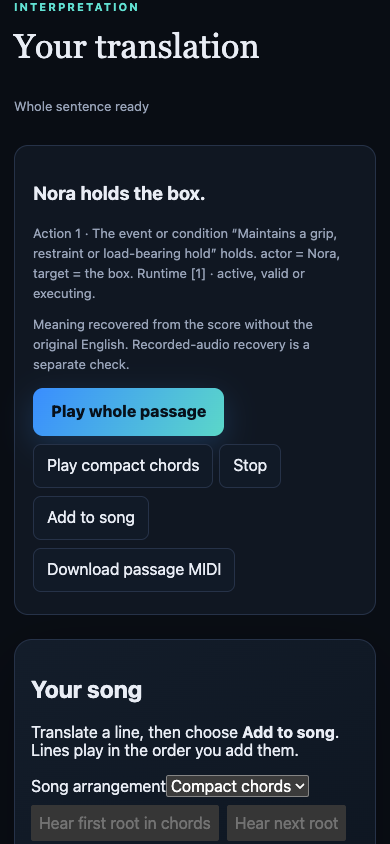 INTERPRETATION
Your translation
Whole sentence ready
Nora holds the box.
Action 1 · The event or condition “Maintains a grip,
restraint or load-bearing hold” holds. actor = Nora,
target = the box. Runtime [1] · active, valid or
executing.
Meaning recovered from the score without the
original English. Recorded-audio recovery is a
separate check.
Play whole passage
Play compact chords
Stop
Add to song
Download passage MIDI
Your song
Translate a line, then choose Add to song.
Lines play in the order you add them.
Song arrangement Compact chords
Hear first root in chords
Hear next root